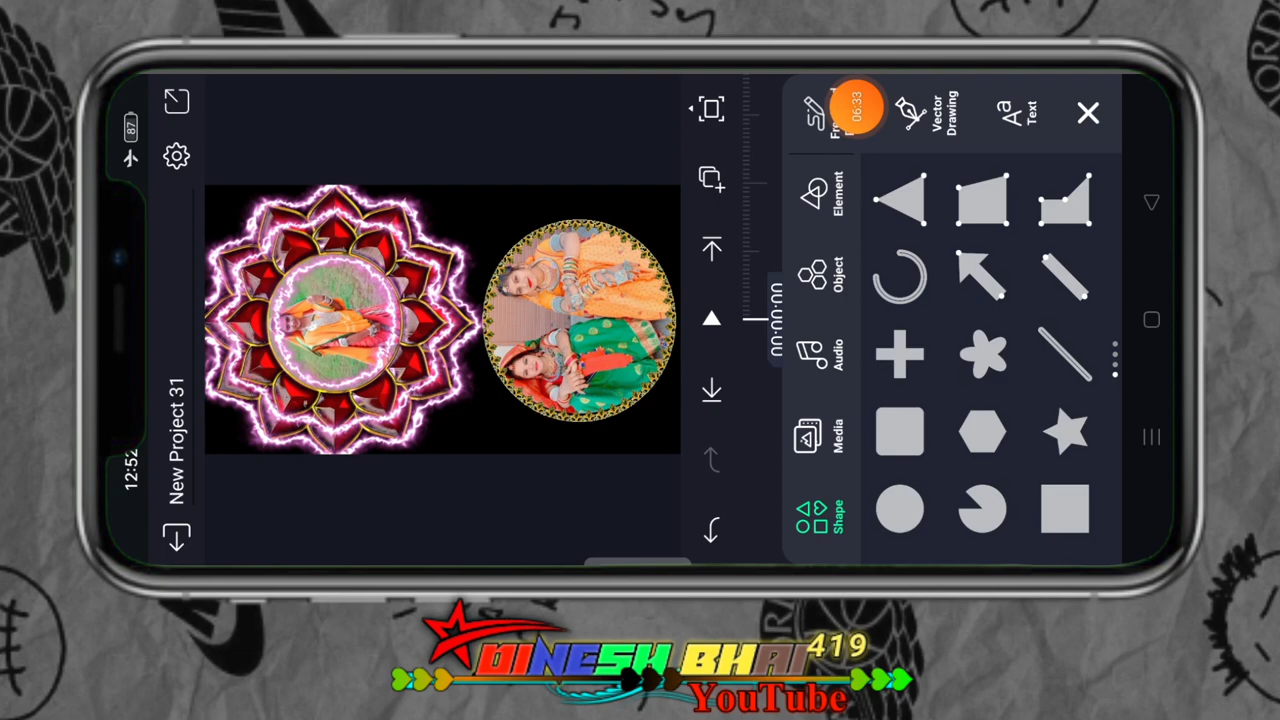 12:52
87
New Project 31
00:00:00
06:33
Vector
Drawing
Text
Element
Object
Audio
Media
Shape
DINESH BHAI 419
YouTube